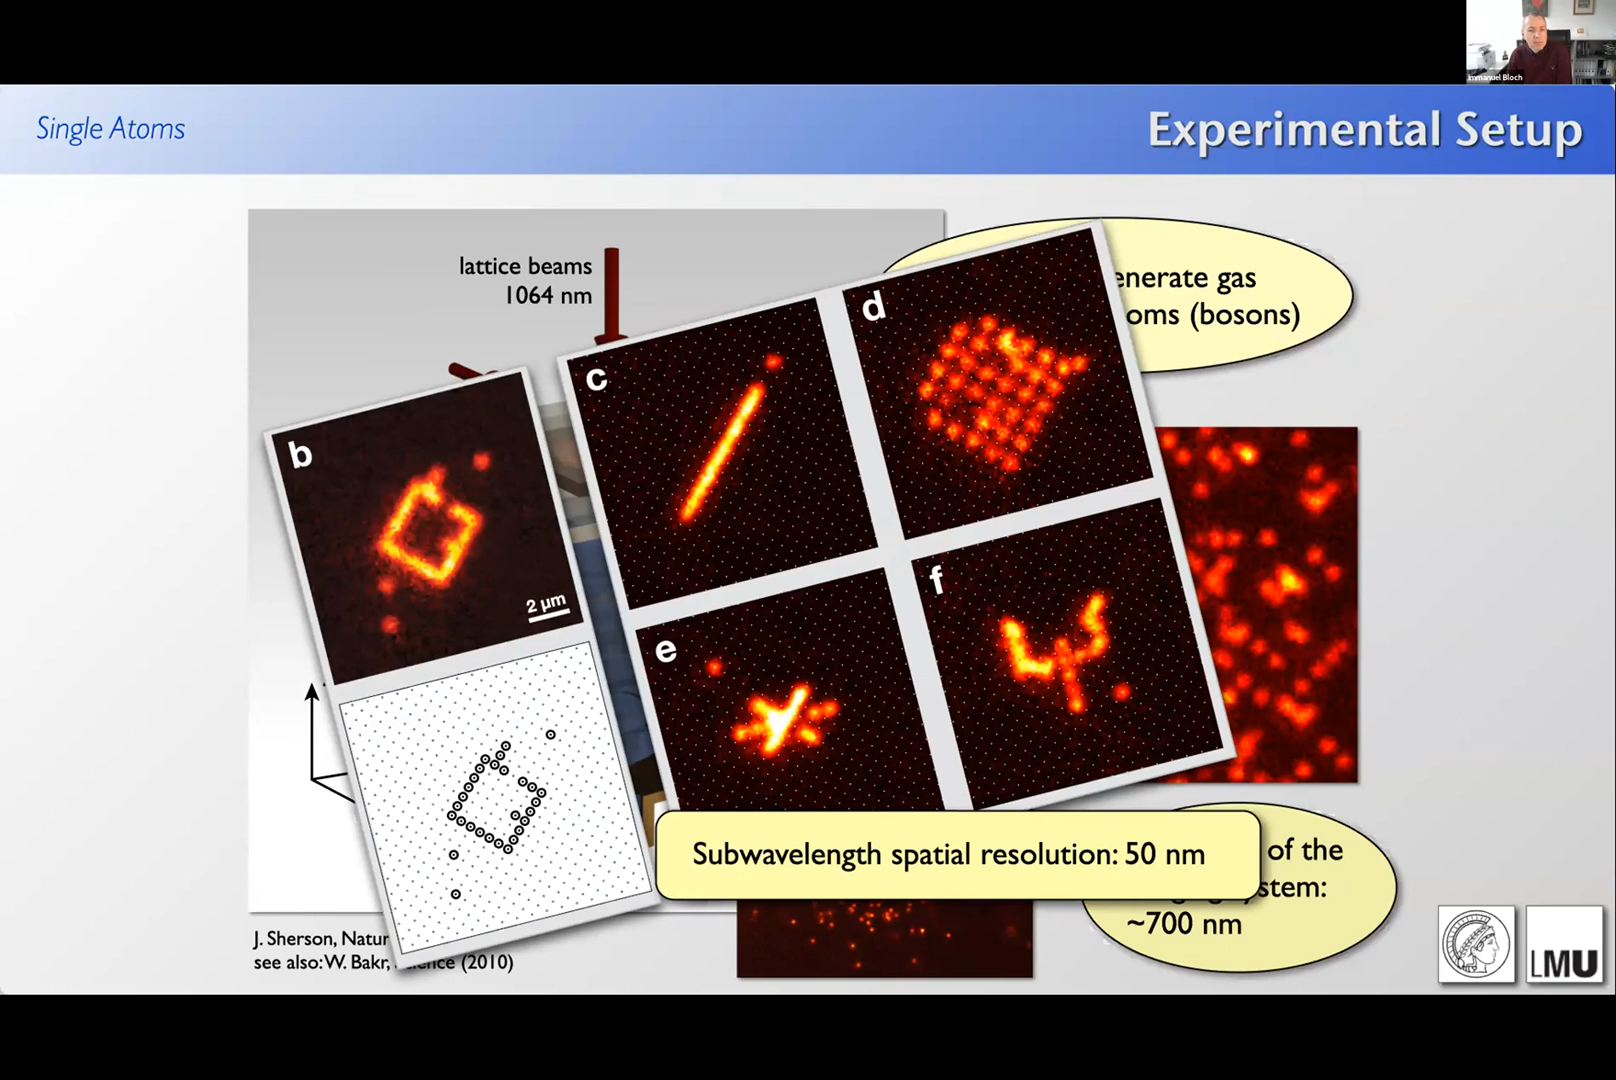 Immanuel Bloch
Single Atoms
Experimental Setup
lattice beams
1064 nm
enerate gas
oms (bosons)
b
2 µm
c
d
e
f
Subwavelength spatial resolution: 50 nm
of the
stem:
~700 nm
J. Sherson, Natur
see also: W. Bakr, ence (2010)
LMU